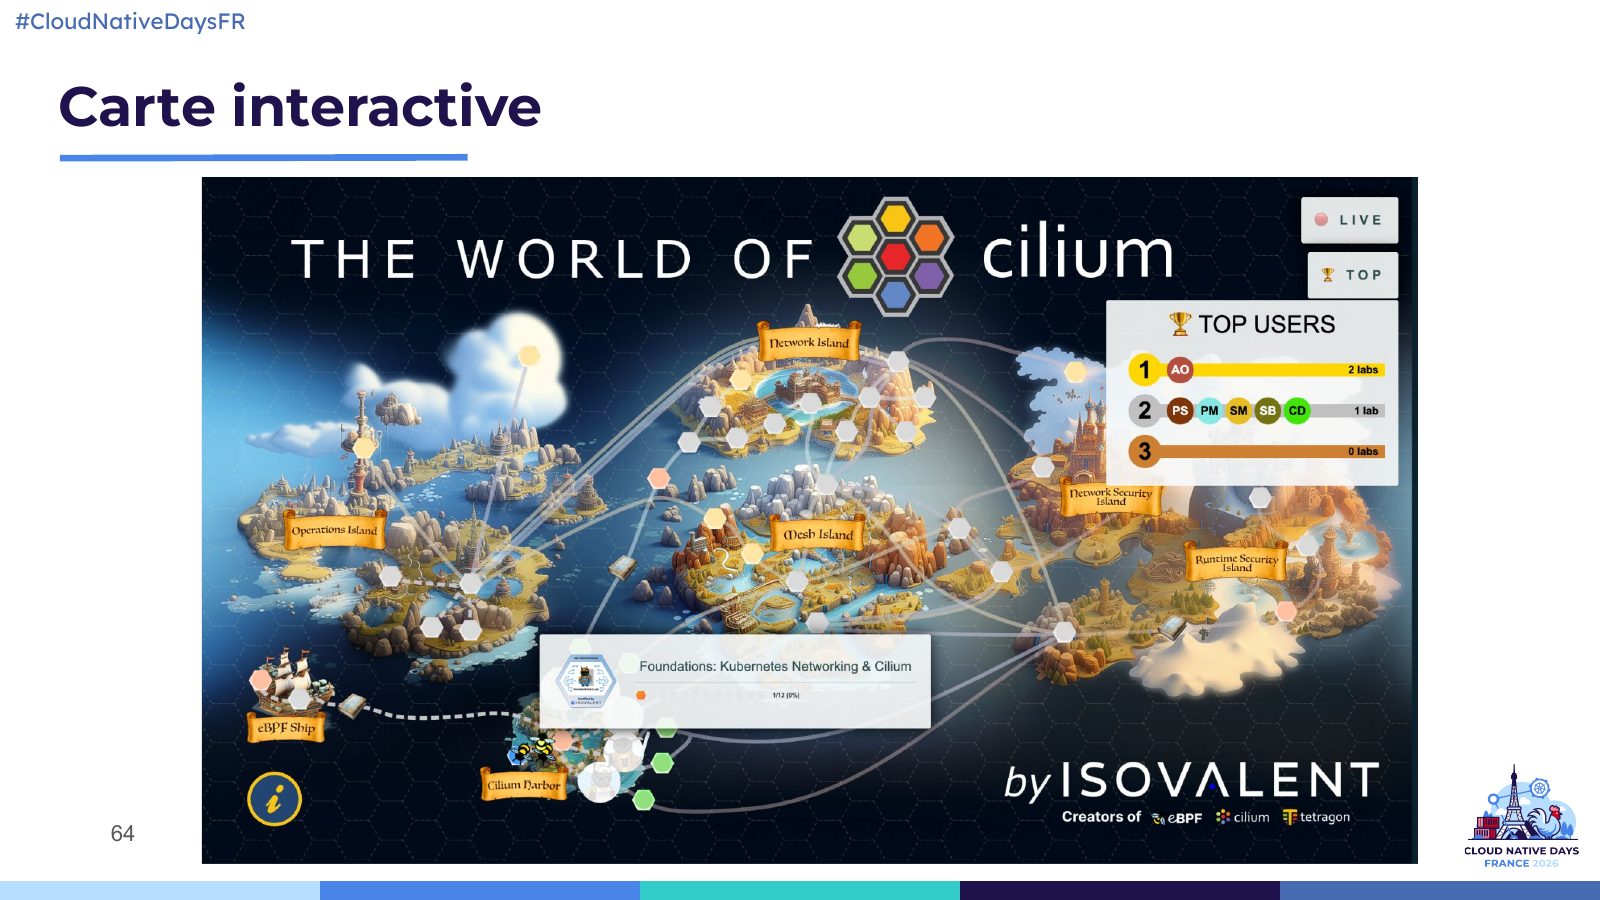 #CloudNativeDaysFR
Carte interactive
THE WORLD OF cilium
LIVE
TOP
TOP USERS
1 AO 2 labs
2 PS PM SM SB CD 1 lab
3 0 labs
Network Island
Operations Island
Mesh Island
Network Security
Island
Runtime Security
Island
Foundations: Kubernetes Networking & Cilium
1/12 (0%)
ISOVALENT
eBPF Ship
Cilium Harbor
i
by ISOVALENT
Creators of eBPF cilium tetragon
64
CLOUD NATIVE DAYS
FRANCE 2026